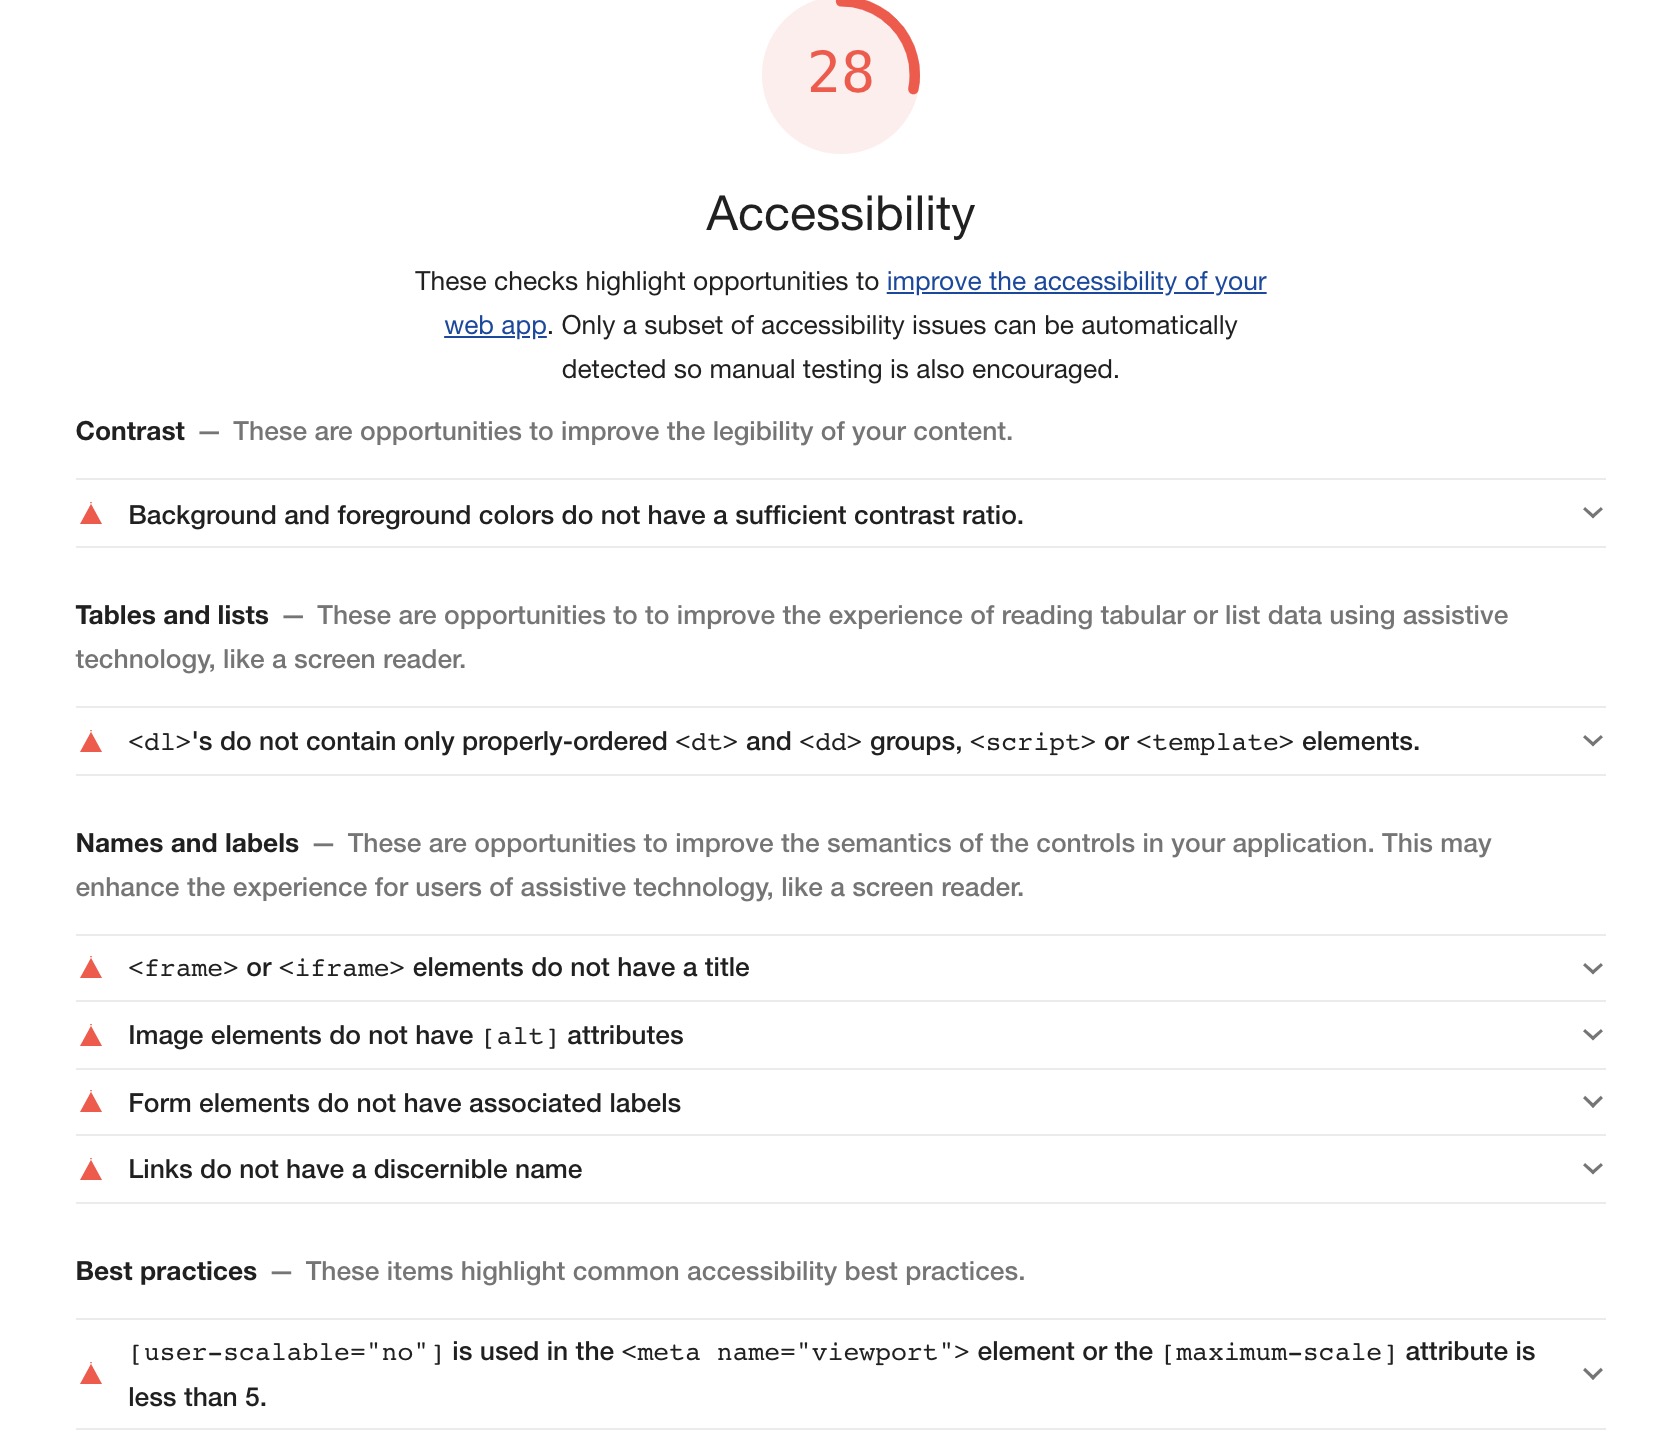 28
Accessibility
These checks highlight opportunities to improve the accessibility of your
web app. Only a subset of accessibility issues can be automatically
detected so manual testing is also encouraged.
Contrast — These are opportunities to improve the legibility of your content.
Background and foreground colors do not have a sufficient contrast ratio.
Tables and lists — These are opportunities to to improve the experience of reading tabular or list data using assistive
technology, like a screen reader.
<dl>'s do not contain only properly-ordered <dt> and <dd> groups, <script> or <template> elements.
Names and labels — These are opportunities to improve the semantics of the controls in your application. This may
enhance the experience for users of assistive technology, like a screen reader.
<frame> or <iframe> elements do not have a title
Image elements do not have [alt] attributes
Form elements do not have associated labels
Links do not have a discernible name
Best practices — These items highlight common accessibility best practices.
[user-scalable="no"] is used in the <meta name="viewport"> element or the [maximum-scale] attribute is
less than 5.